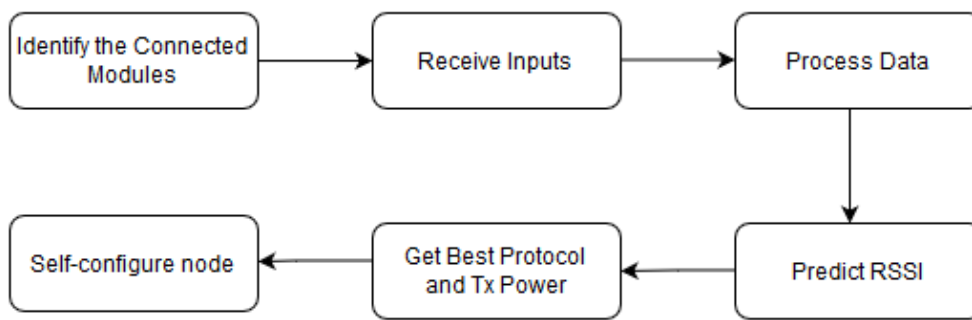 Identify the Connected
Modules
Receive Inputs
Process Data
Predict RSSI
Get Best Protocol
and Tx Power
Self-configure node